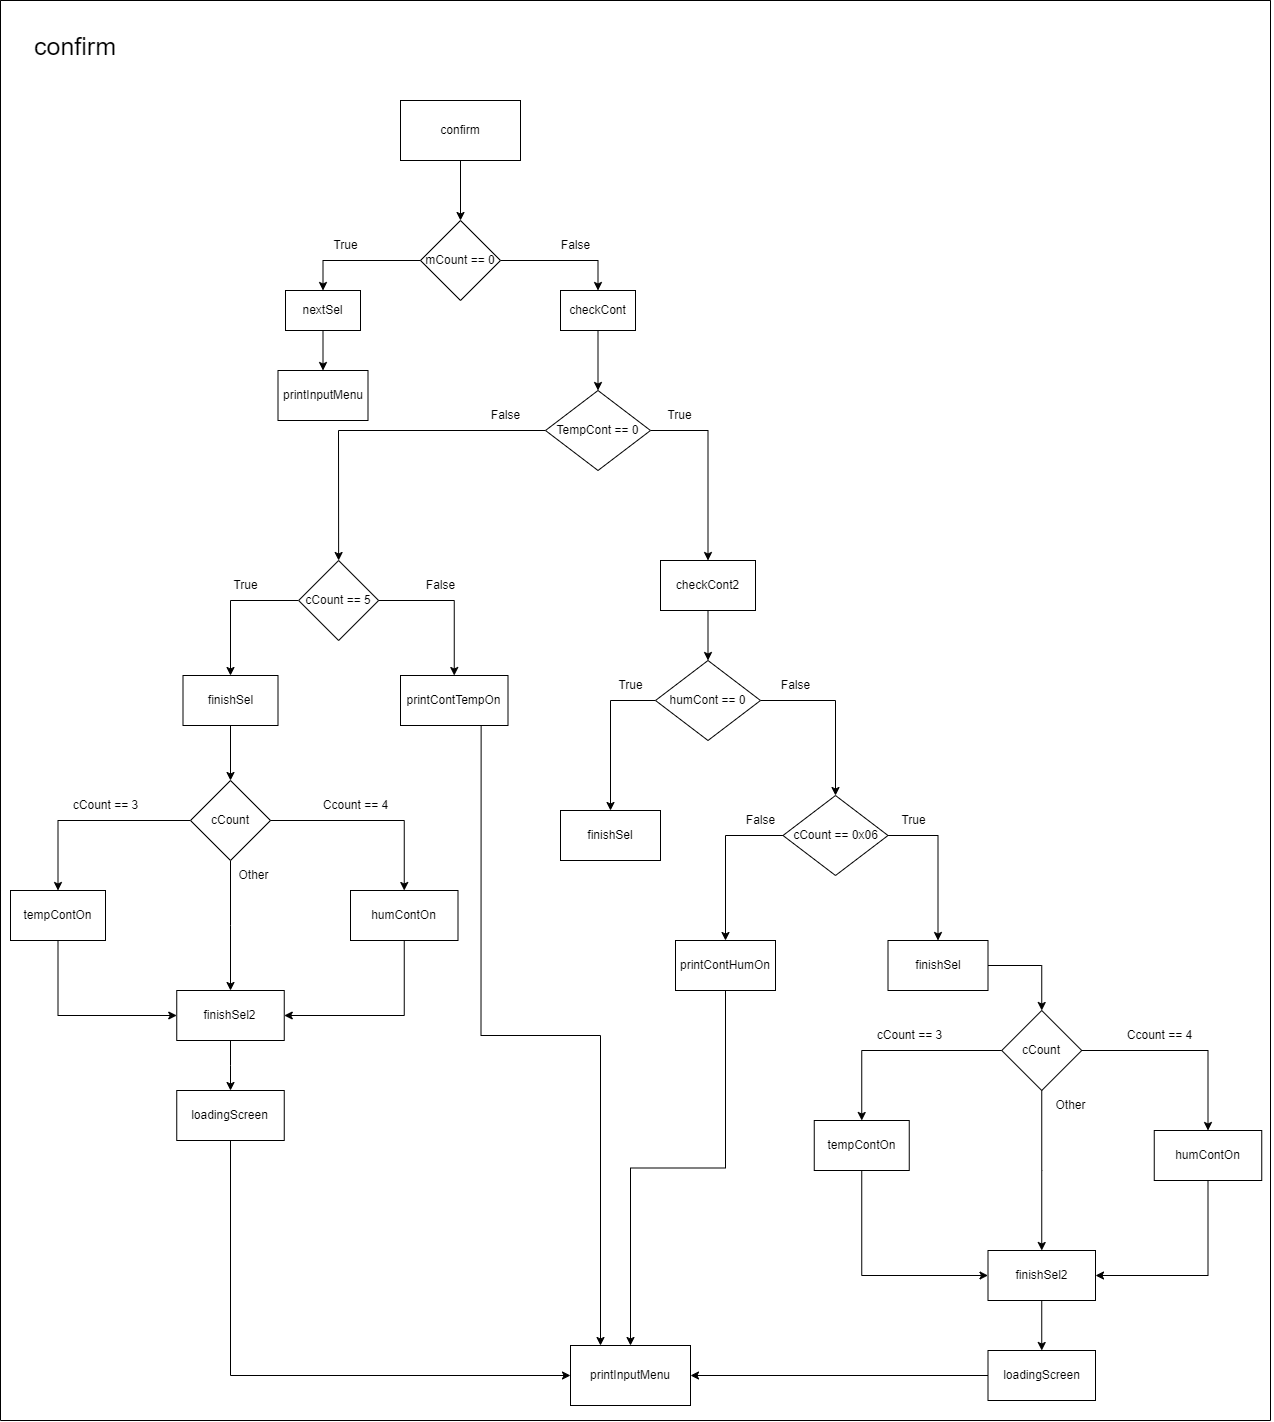 confirm
confirm
mCount == 0
True
False
nextSel
checkCont
printInputMenu
TempCont == 0
False
True
cCount == 5
True
False
checkCont2
finishSel
printContTempOn
humCont == 0
True
False
cCount
cCount == 3
Ccount == 4
Other
finishSel
cCount == 0x06
False
True
tempContOn
humContOn
printContHumOn
finishSel
finishSel2
cCount
cCount == 3
Ccount == 4
Other
loadingScreen
tempContOn
humContOn
finishSel2
printInputMenu
loadingScreen